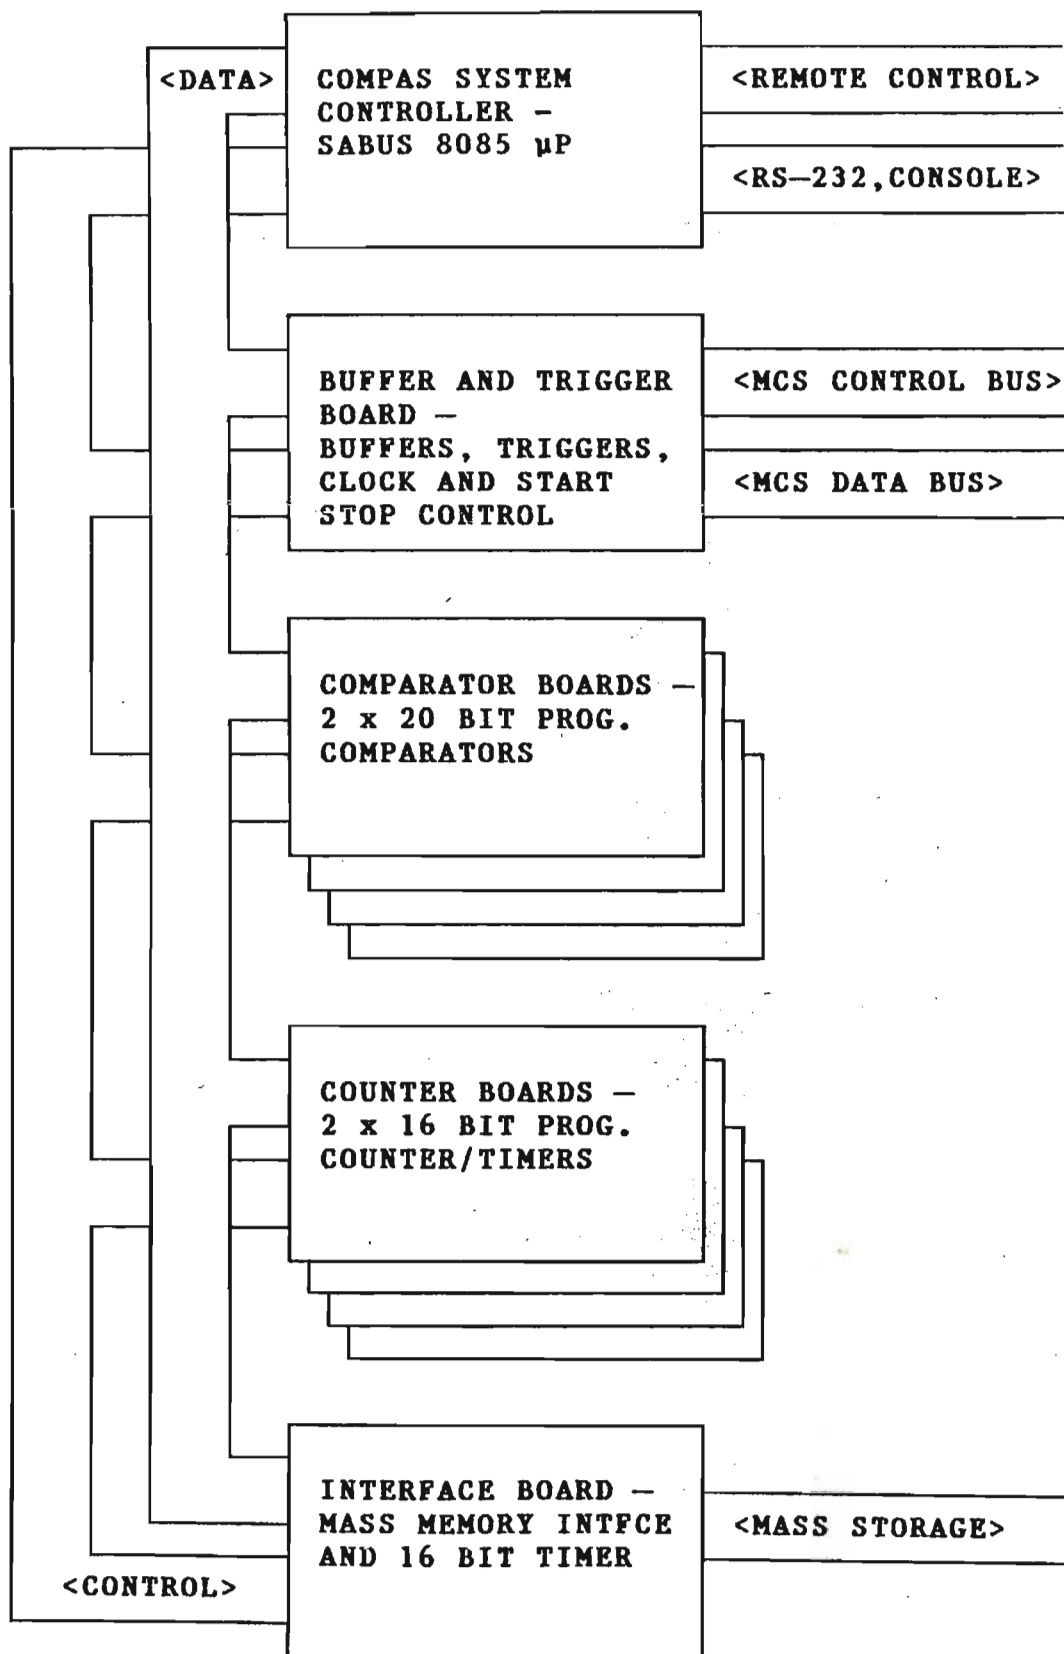 <DATA>
COMPAS SYSTEM
CONTROLLER –
SABUS 8085 µP
<REMOTE CONTROL>
<RS–232,CONSOLE>
BUFFER AND TRIGGER
BOARD –
BUFFERS, TRIGGERS,
CLOCK AND START
STOP CONTROL
<MCS CONTROL BUS>
<MCS DATA BUS>
COMPARATOR BOARDS –
2 x 20 BIT PROG.
COMPARATORS
COUNTER BOARDS –
2 x 16 BIT PROG.
COUNTER/TIMERS
INTERFACE BOARD –
MASS MEMORY INTFCE
AND 16 BIT TIMER
<MASS STORAGE>
<CONTROL>